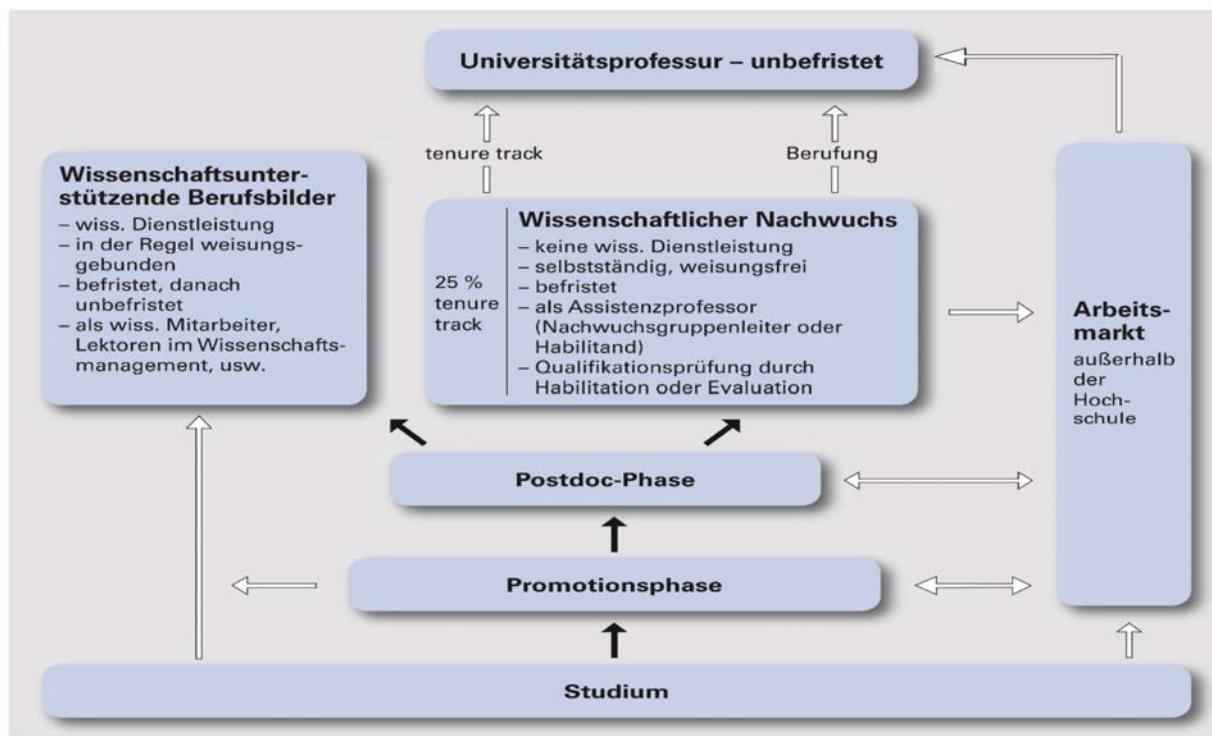 Universitätsprofessur – unbefristet
tenure track
Berufung
Wissenschaftsunter-
stützende Berufsbilder
– wiss. Dienstleistung
– in der Regel weisungs-
gebunden
– befristet, danach
unbefristet
– als wiss. Mitarbeiter,
Lektoren im Wissenschafts-
management, usw.
25 %
tenure
track
Wissenschaftlicher Nachwuchs
– keine wiss. Dienstleistung
– selbstständig, weisungsfrei
– befristet
– als Assistenzprofessor
(Nachwuchsgruppenleiter oder
Habilitand)
– Qualifikationsprüfung durch
Habilitation oder Evaluation
Arbeits-
markt
außerhalb
der
Hoch-
schule
Postdoc-Phase
Promotionsphase
Studium